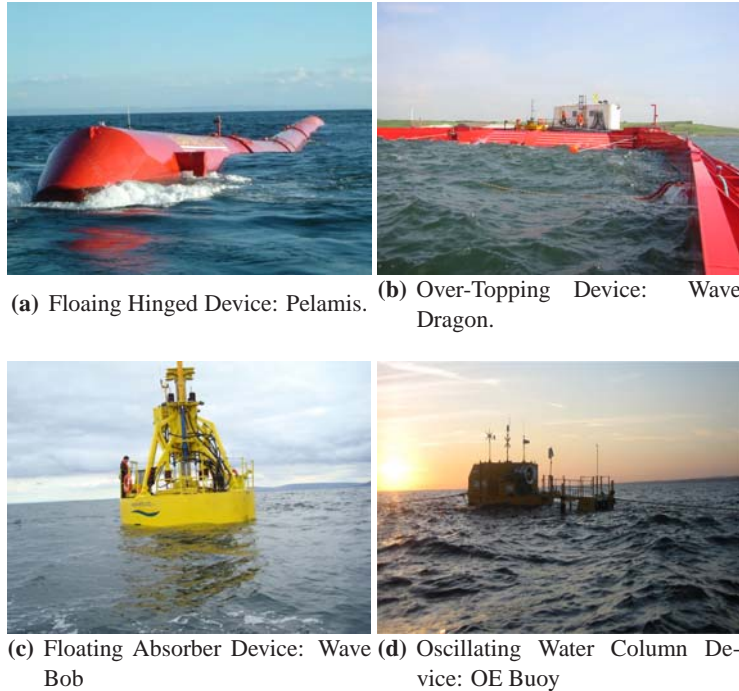 (a) Floaing Hinged Device: Pelamis.
(b) Over-Topping Device: Wave
Dragon.
(c) Floating Absorber Device: Wave
Bob
(d) Oscillating Water Column De-
vice: OE Buoy